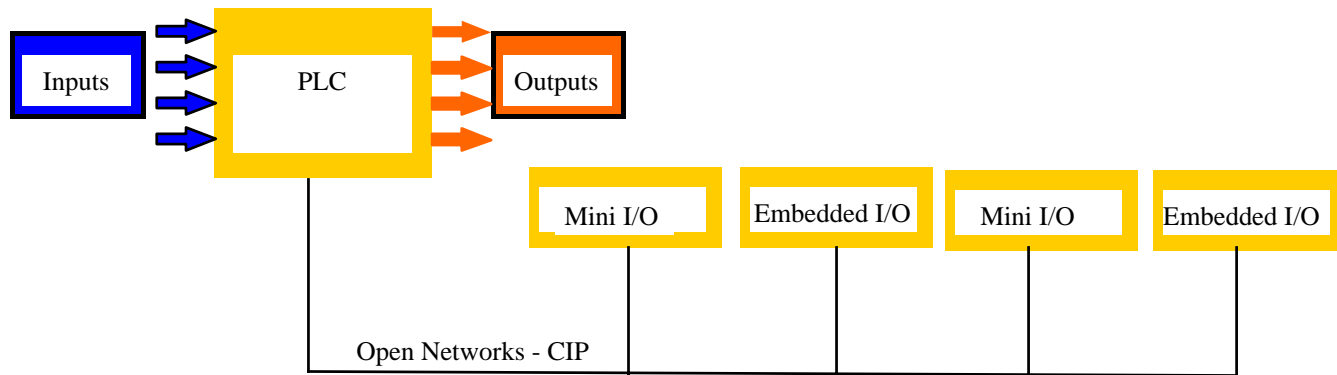 Inputs
PLC
Outputs
Mini I/O
Embedded I/O
Mini I/O
Embedded I/O
Open Networks - CIP